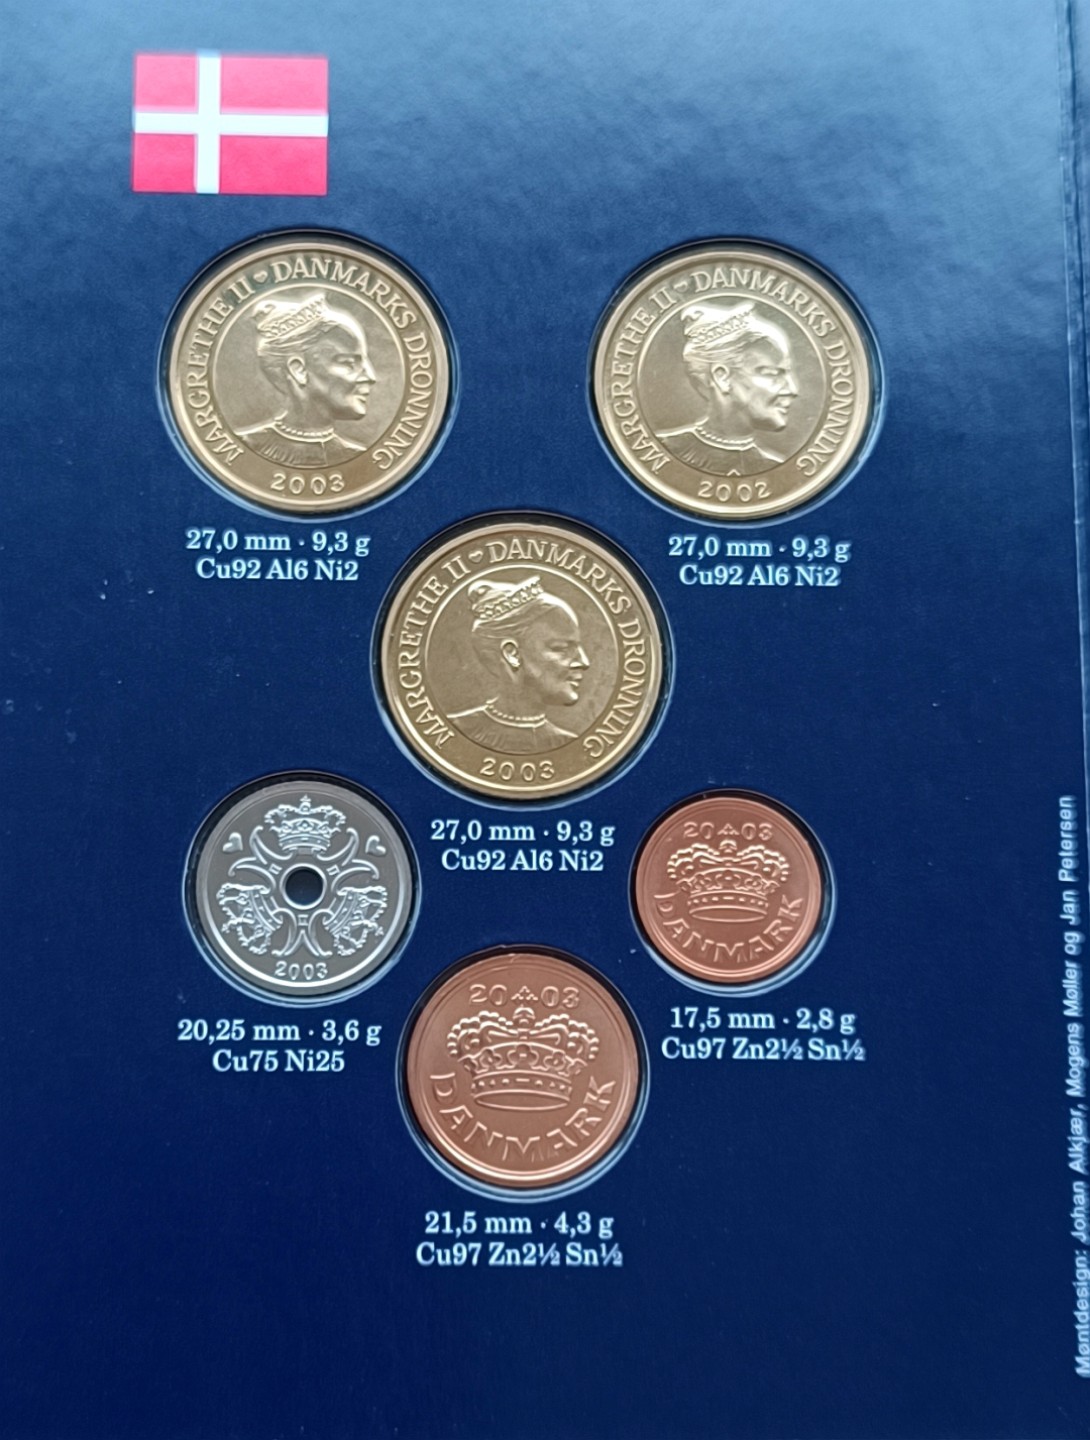 MARGRETHE II DANMARKS DRONNING
2003
27,0 mm · 9,3 g
Cu92 Al6 Ni2
MARGRETHE II DANMARKS DRONNING
2002
27,0 mm · 9,3 g
Cu92 Al6 Ni2
MARGRETHE II ♥ DANMARKS DRONNING
2003
27,0 mm · 9,3 g
Cu92 Al6 Ni2
2003
20,25 mm · 3,6 g
Cu75 Ni25
20 03
DANMARK
17,5 mm · 2,8 g
Cu97 Zn2½ Sn½
20 03
DANMARK
21,5 mm · 4,3 g
Cu97 Zn2½ Sn½
Møntdesign: Johan Alkjær, Mogens Møller og Jan Petersen